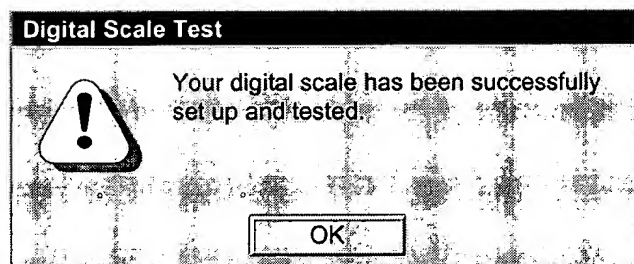 Digital Scale Test
Your digital scale has been successfully
set up and tested.
OK